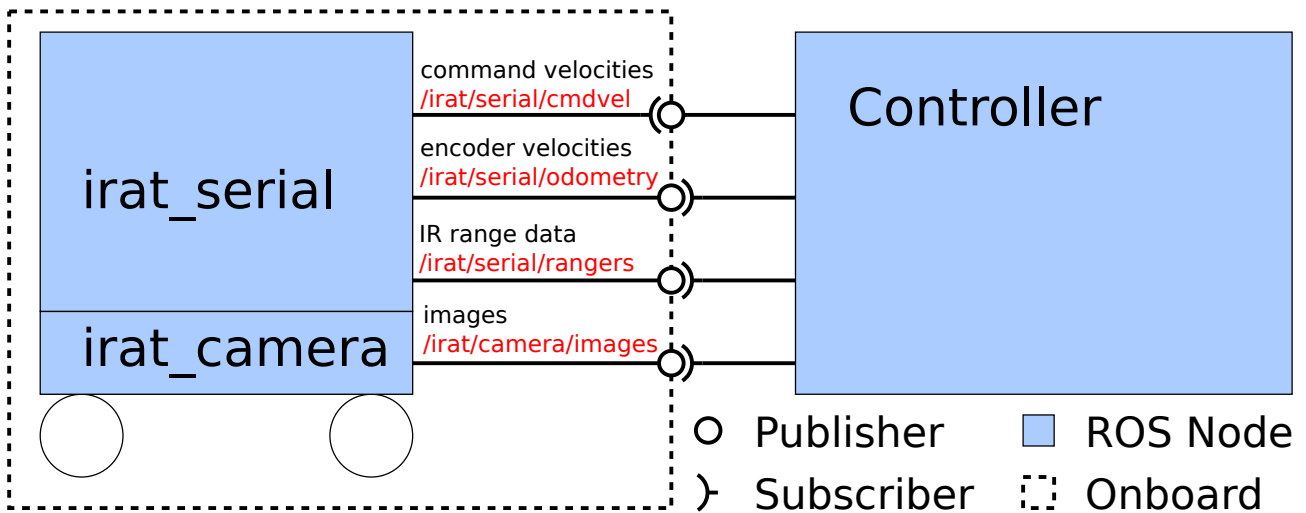 command velocities
/irat/serial/cmdvel
Controller
encoder velocities
/irat/serial/odometry
irat_serial
IR range data
/irat/serial/rangers
images
/irat/camera/images
irat_camera
Publisher
ROS Node
Subscriber
Onboard